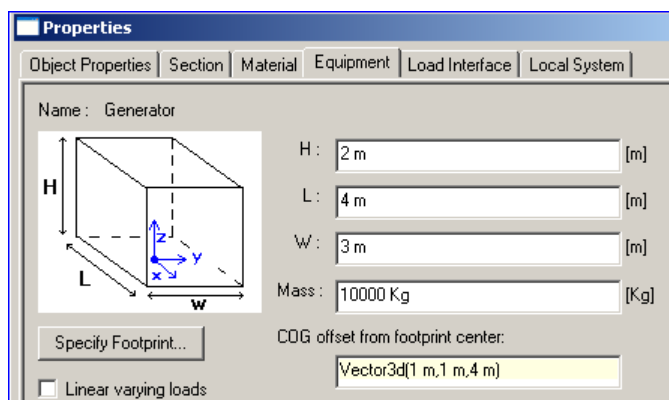 Properties
Object Properties Section Material Equipment Load Interface Local System
Name : Generator
H : 2 m [m]
L : 4 m [m]
W : 3 m [m]
Mass : 10000 Kg [Kg]
H
L
W
z
y
x
Specify Footprint...
COG offset from footprint center:
Vector3d(1 m,1 m,4 m)
Linear varying loads